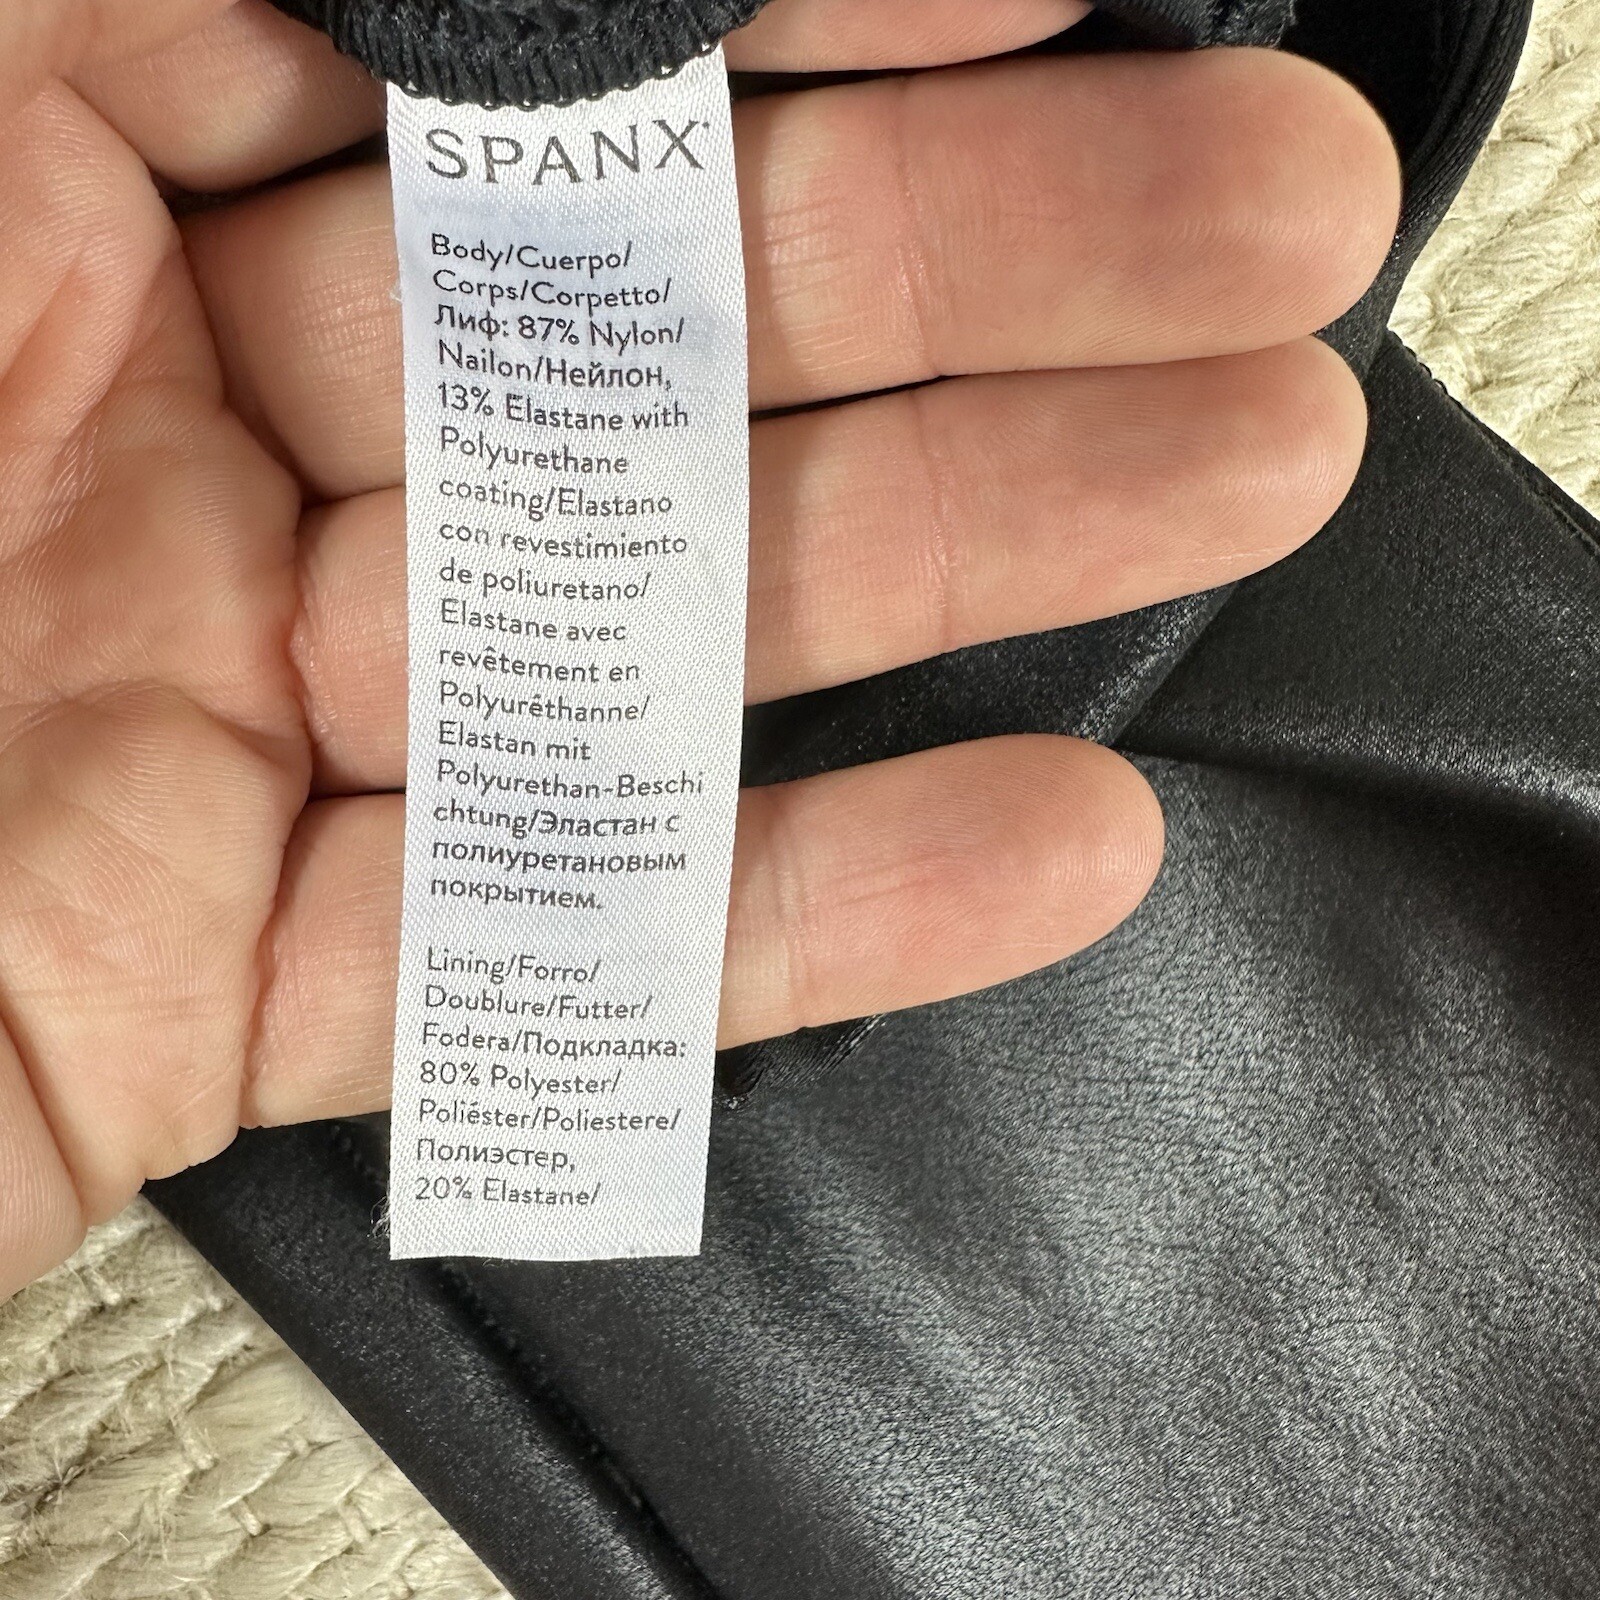 SPANX
Body/Cuerpo/
Corps/Corpetto/
Лиф: 87% Nylon/
Nailon/Нейлон,
13% Elastane with
Polyurethane
coating/Elastano
con revestimiento
de poliuretano/
Elastane avec
revêtement en
Polyuréthanne/
Elastan mit
Polyurethan-Beschi
chtung/Эластан с
полиуретановым
покрытием.
Lining/Forro/
Doublure/Futter/
Fodera/Подкладка:
80% Polyester/
Poliéster/Poliestere/
Полиэстер,
20% Elastane/